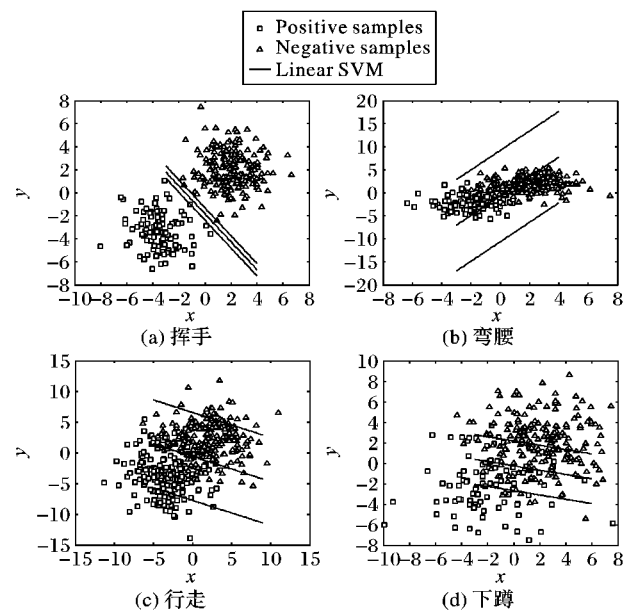 Positive samples
Negative samples
Linear SVM
8
6
4
2
0
−2
−4
−6
−8
y
−10 −8 −6 −4 −2 0 2 4 6 8
x
(a) 挥手
20
15
10
5
0
−5
−10
−15
−20
y
−8 −6 −4 −2 0 2 4 6 8
x
(b) 弯腰
15
10
5
0
−5
−10
−15
y
−15 −10 −5 0 5 10 15
x
(c) 行走
10
8
6
4
2
0
−2
−4
−6
−8
y
−10 −8 −6 −4 −2 0 2 4 6 8
x
(d) 下蹲